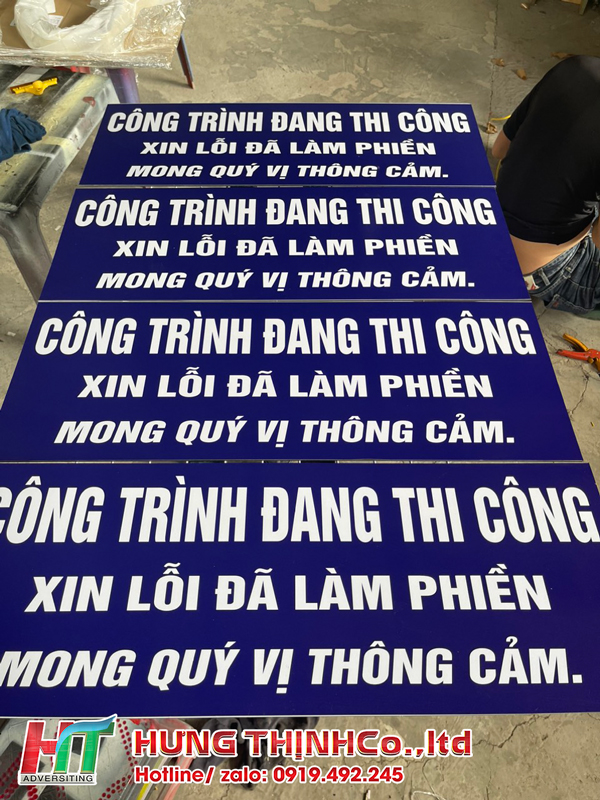 CÔNG TRÌNH ĐANG THI CÔNG
XIN LỖI ĐÃ LÀM PHIỀN
MONG QUÝ VỊ THÔNG CẢM.
CÔNG TRÌNH ĐANG THI CÔNG
XIN LỖI ĐÃ LÀM PHIỀN
MONG QUÝ VỊ THÔNG CẢM.
CÔNG TRÌNH ĐANG THI CÔNG
XIN LỖI ĐÃ LÀM PHIỀN
MONG QUÝ VỊ THÔNG CẢM.
CÔNG TRÌNH ĐANG THI CÔNG
XIN LỖI ĐÃ LÀM PHIỀN
MONG QUÝ VỊ THÔNG CẢM.
HT
ADVERSITING
HƯNG THỊNHCo.,ltd
Hotline/ zalo: 0919.492.245